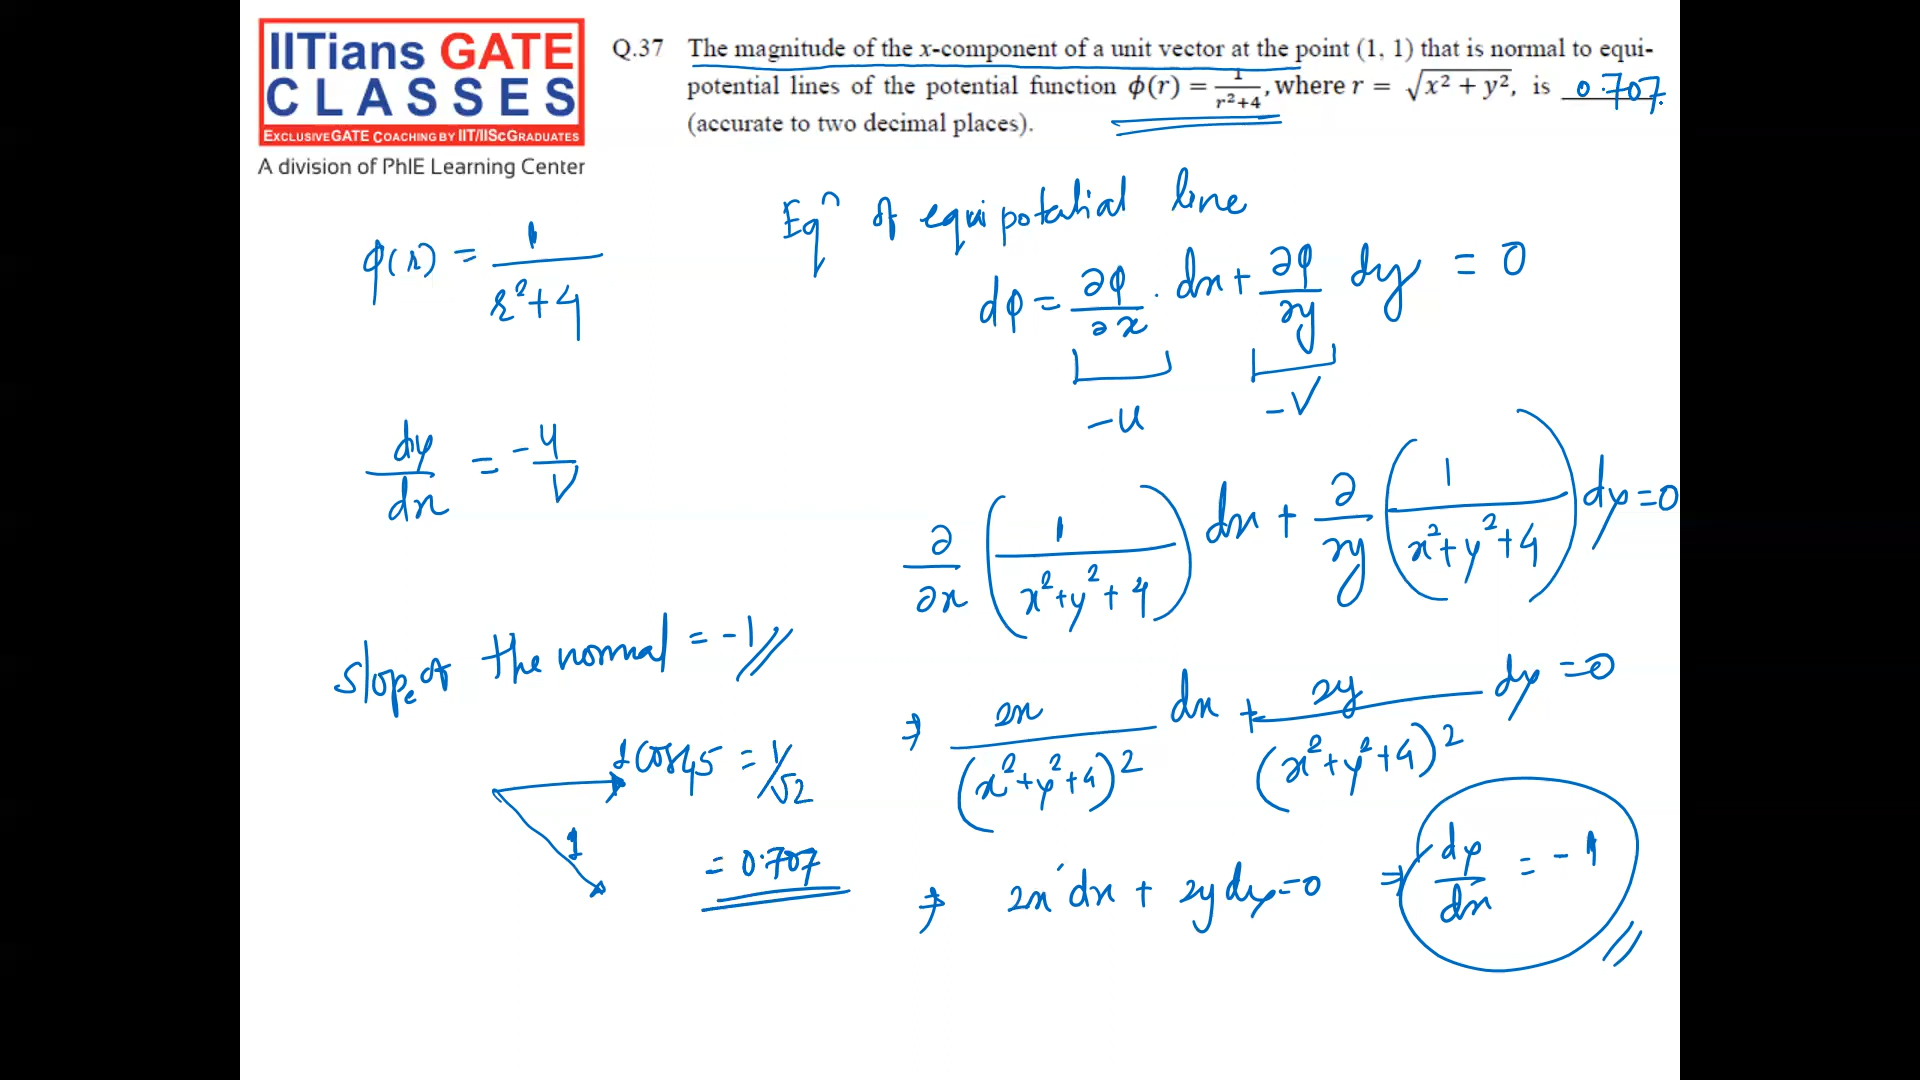 IITians GATE
CLASSES
EXCLUSIVE GATE COACHING BY IIT/IISC GRADUATES
A division of PhIE Learning Center
Q.37 The magnitude of the x-component of a unit vector at the point (1, 1) that is normal to equi-
potential lines of the potential function ϕ(r) = 1/(r²+4), where r = √(x² + y²), is 0.707
(accurate to two decimal places).
Eqⁿ of equipotential line
φ(r) = 1/(r²+4)
dφ = ∂φ/∂x · dx + ∂φ/∂y dy = 0
-u -v
dy/dx = -u/v
∂/∂x (1/(x²+y²+4)) dx + ∂/∂y (1/(x²+y²+4)) dy = 0
slope of the normal = -1
⇒ 2x/(x²+y²+4)² dx + 2y/(x²+y²+4)² dy = 0
1 cos45 = 1/√2
1
= 0.707
⇒ 2x dx + 2y dy = 0 ⇒ dy/dx = -1